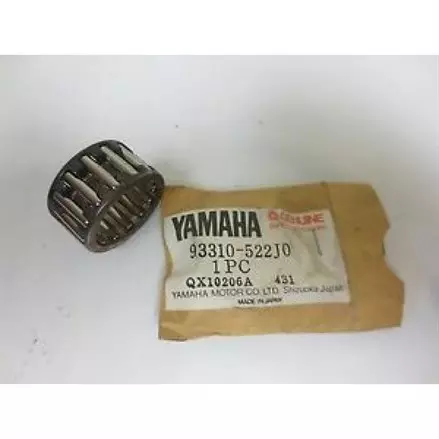 YAMAHA GENUINE
93310-522J0
1PC
QX10206A 431
YAMAHA MOTOR CO., LTD. Shizuoka Japan
MADE IN JAPAN